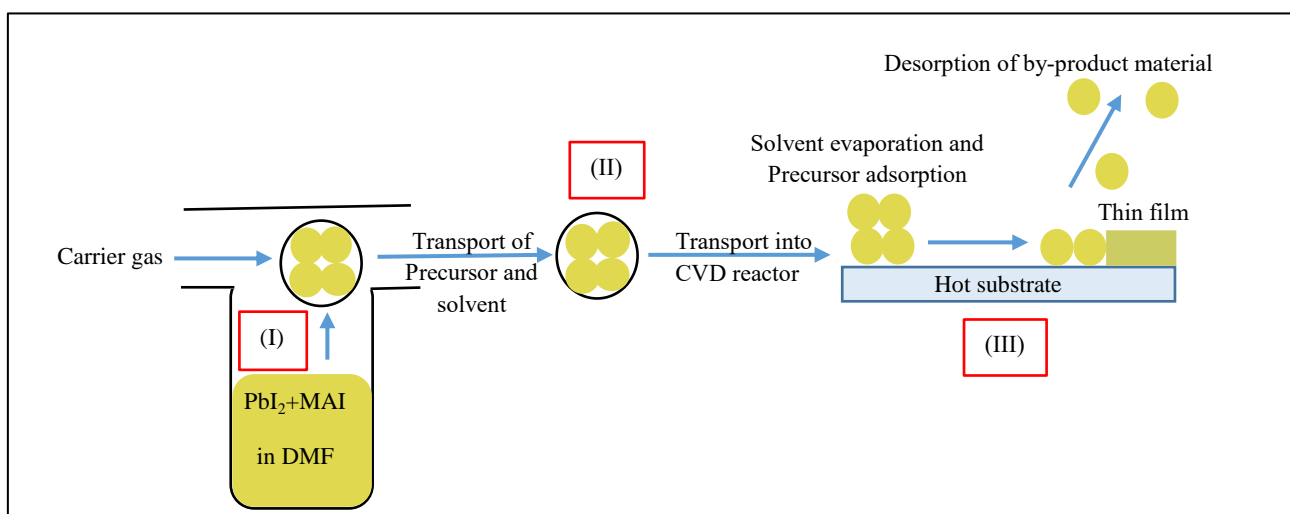 Desorption of by-product material
Solvent evaporation and
Precursor adsorption
(II)
Thin film
Carrier gas
Transport of
Precursor and
solvent
Transport into
CVD reactor
Hot substrate
(I)
(III)
PbI₂+MAI
in DMF